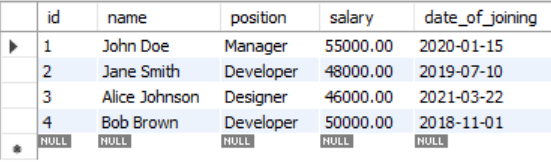 id name position salary date_of_joining
1 John Doe Manager 55000.00 2020-01-15
2 Jane Smith Developer 48000.00 2019-07-10
3 Alice Johnson Designer 46000.00 2021-03-22
4 Bob Brown Developer 50000.00 2018-11-01
NULL NULL NULL NULL NULL